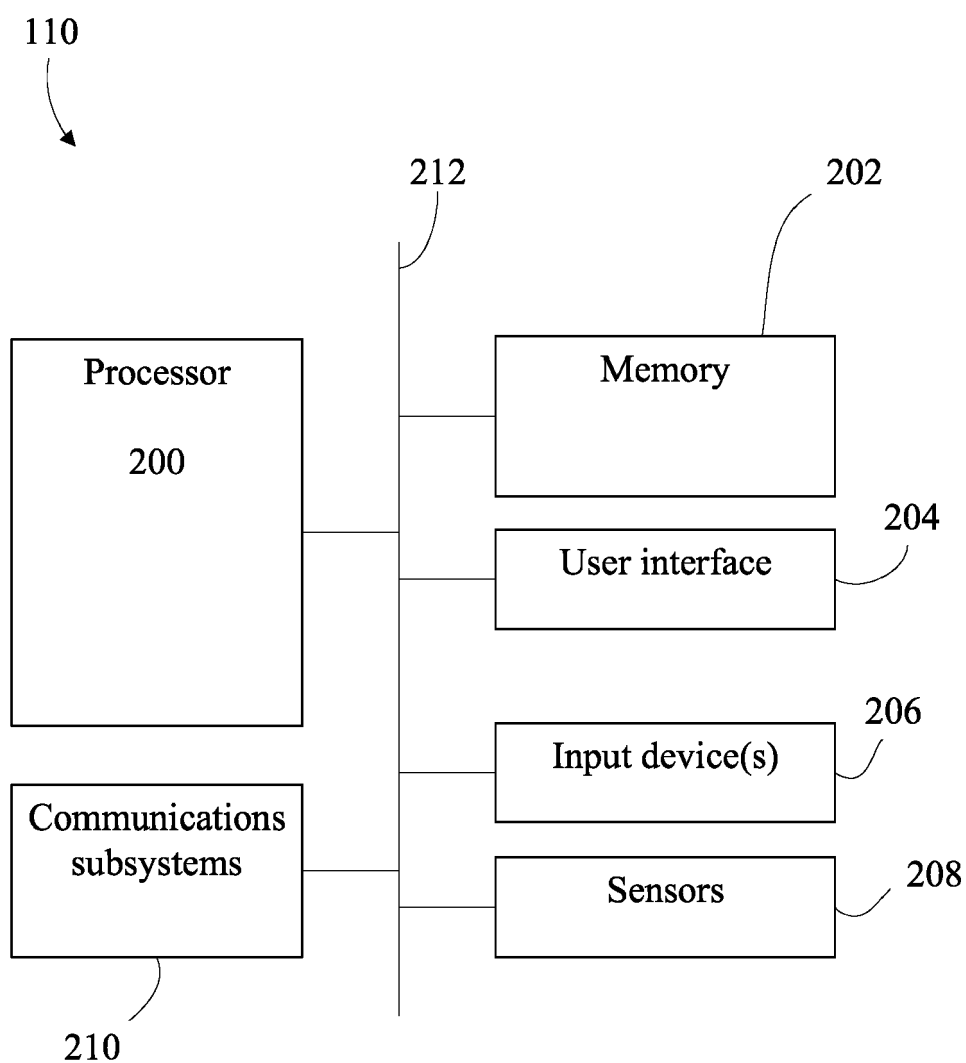 110
212
202
Processor
200
Memory
204
User interface
206
Input device(s)
Communications
subsystems
208
Sensors
210